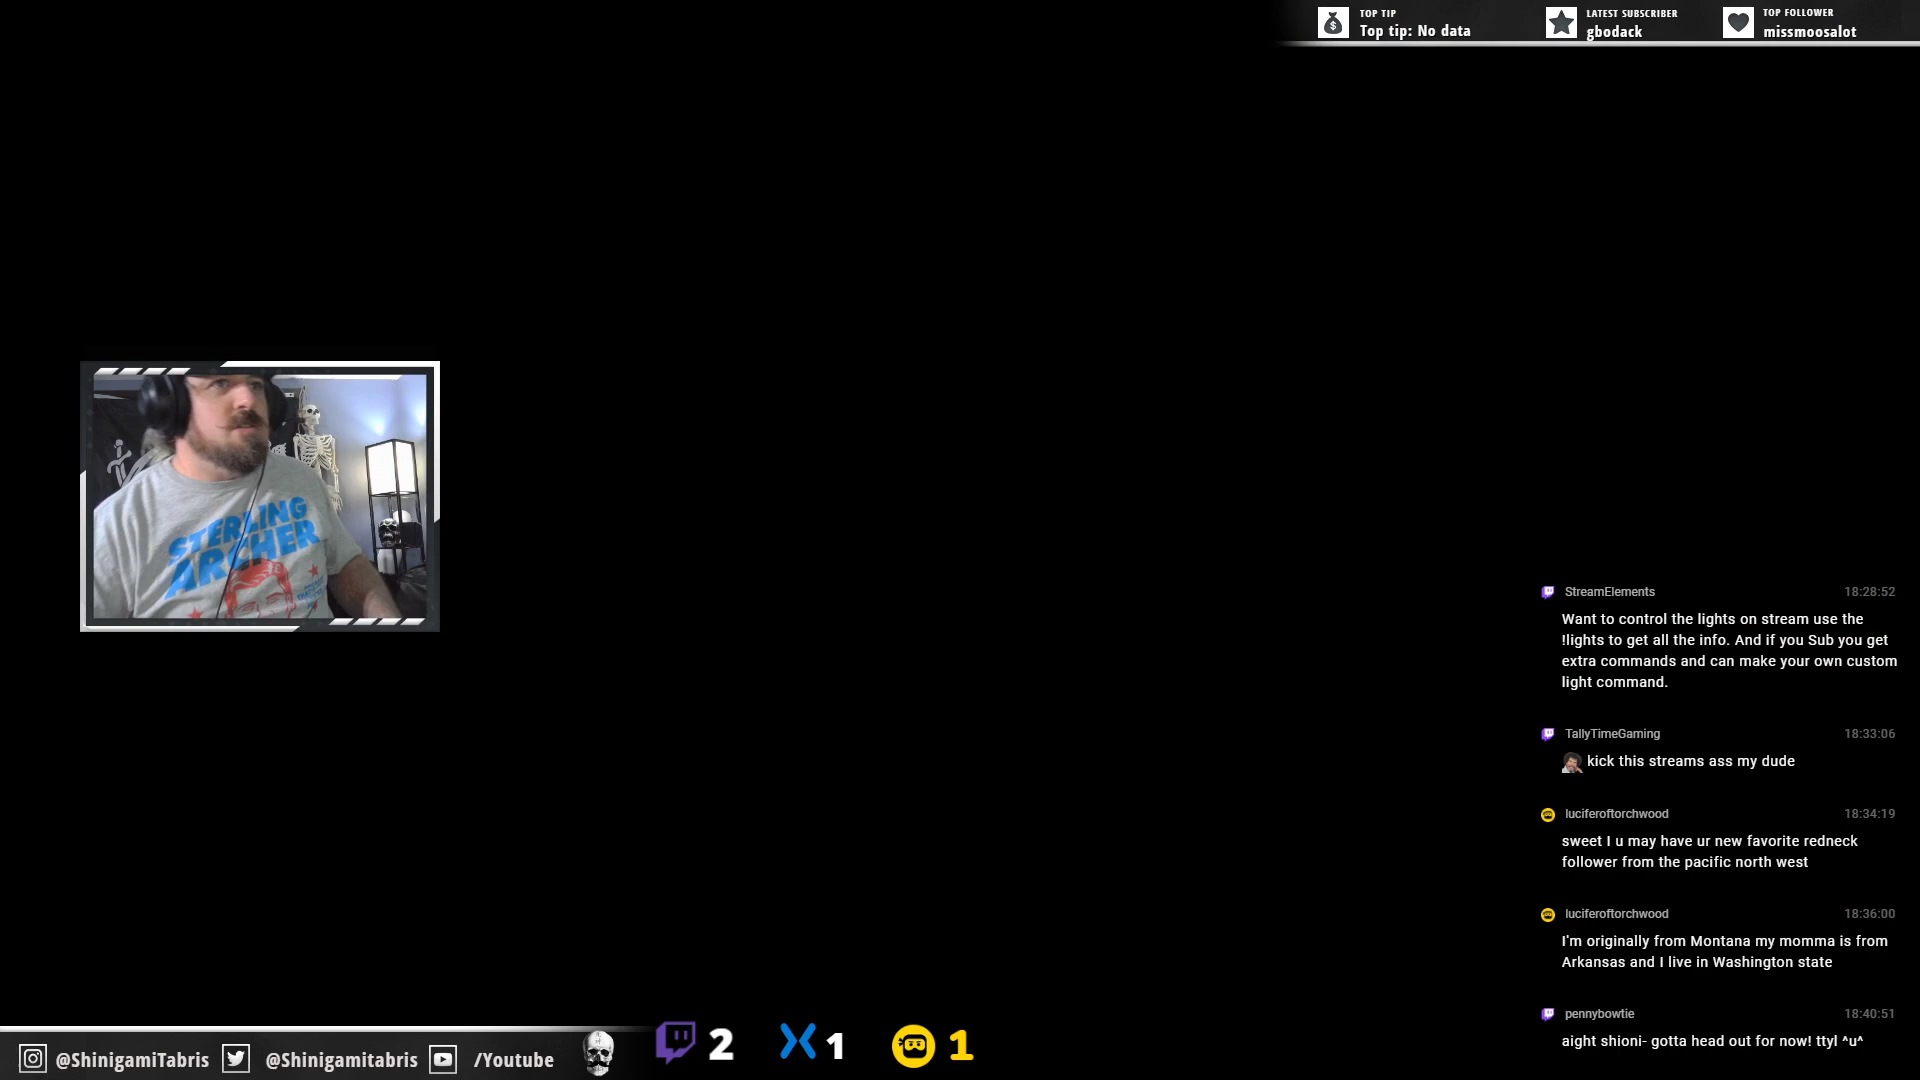 TOP TIP
Top tip: No data
LATEST SUBSCRIBER
gbodack
TOP FOLLOWER
missmoosalot
STERLING
ARCHER
StreamElements 18:28:52
Want to control the lights on stream use the
!lights to get all the info. And if you Sub you get
extra commands and can make your own custom
light command.
TallyTimeGaming 18:33:06
kick this streams ass my dude
luciferoftorchwood 18:34:19
sweet I u may have ur new favorite redneck
follower from the pacific north west
luciferoftorchwood 18:36:00
I'm originally from Montana my momma is from
Arkansas and I live in Washington state
pennybowtie 18:40:51
aight shioni- gotta head out for now! ttyl ^u^
@ShinigamiTabris @Shinigamitabris /Youtube 2 1 1